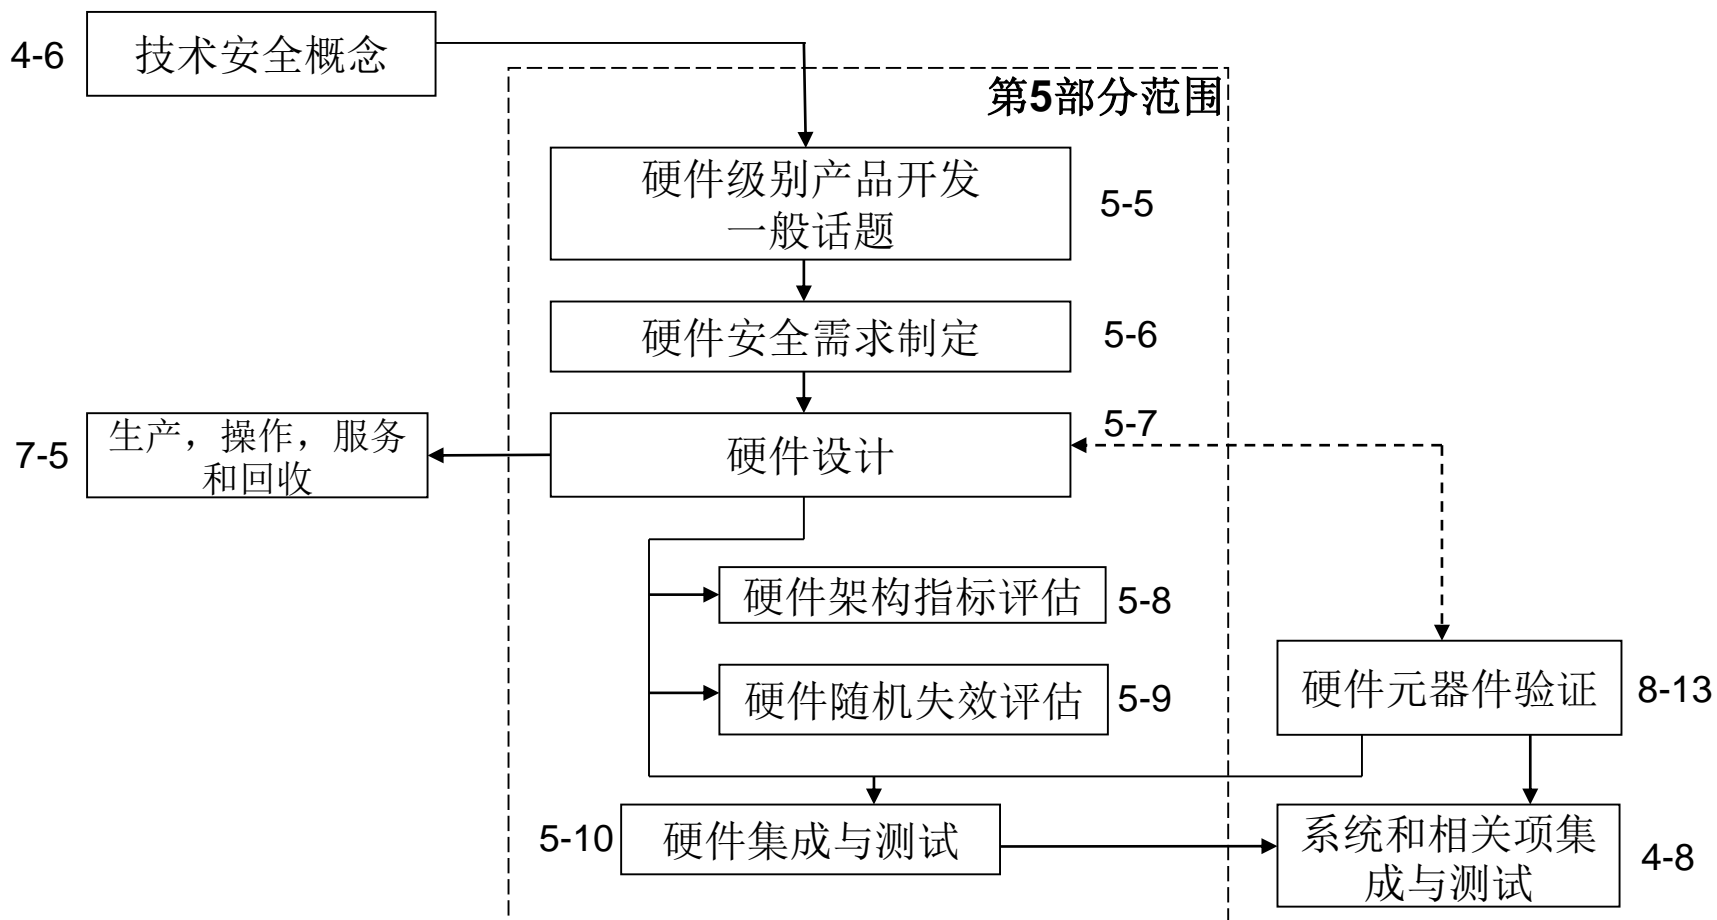 4-6
技术安全概念
第5部分范围
硬件级别产品开发
一般话题
5-5
硬件安全需求制定
5-6
7-5
生产，操作，服务
和回收
硬件设计
5-7
硬件架构指标评估
5-8
硬件随机失效评估
5-9
硬件元器件验证
8-13
5-10
硬件集成与测试
系统和相关项集
成与测试
4-8